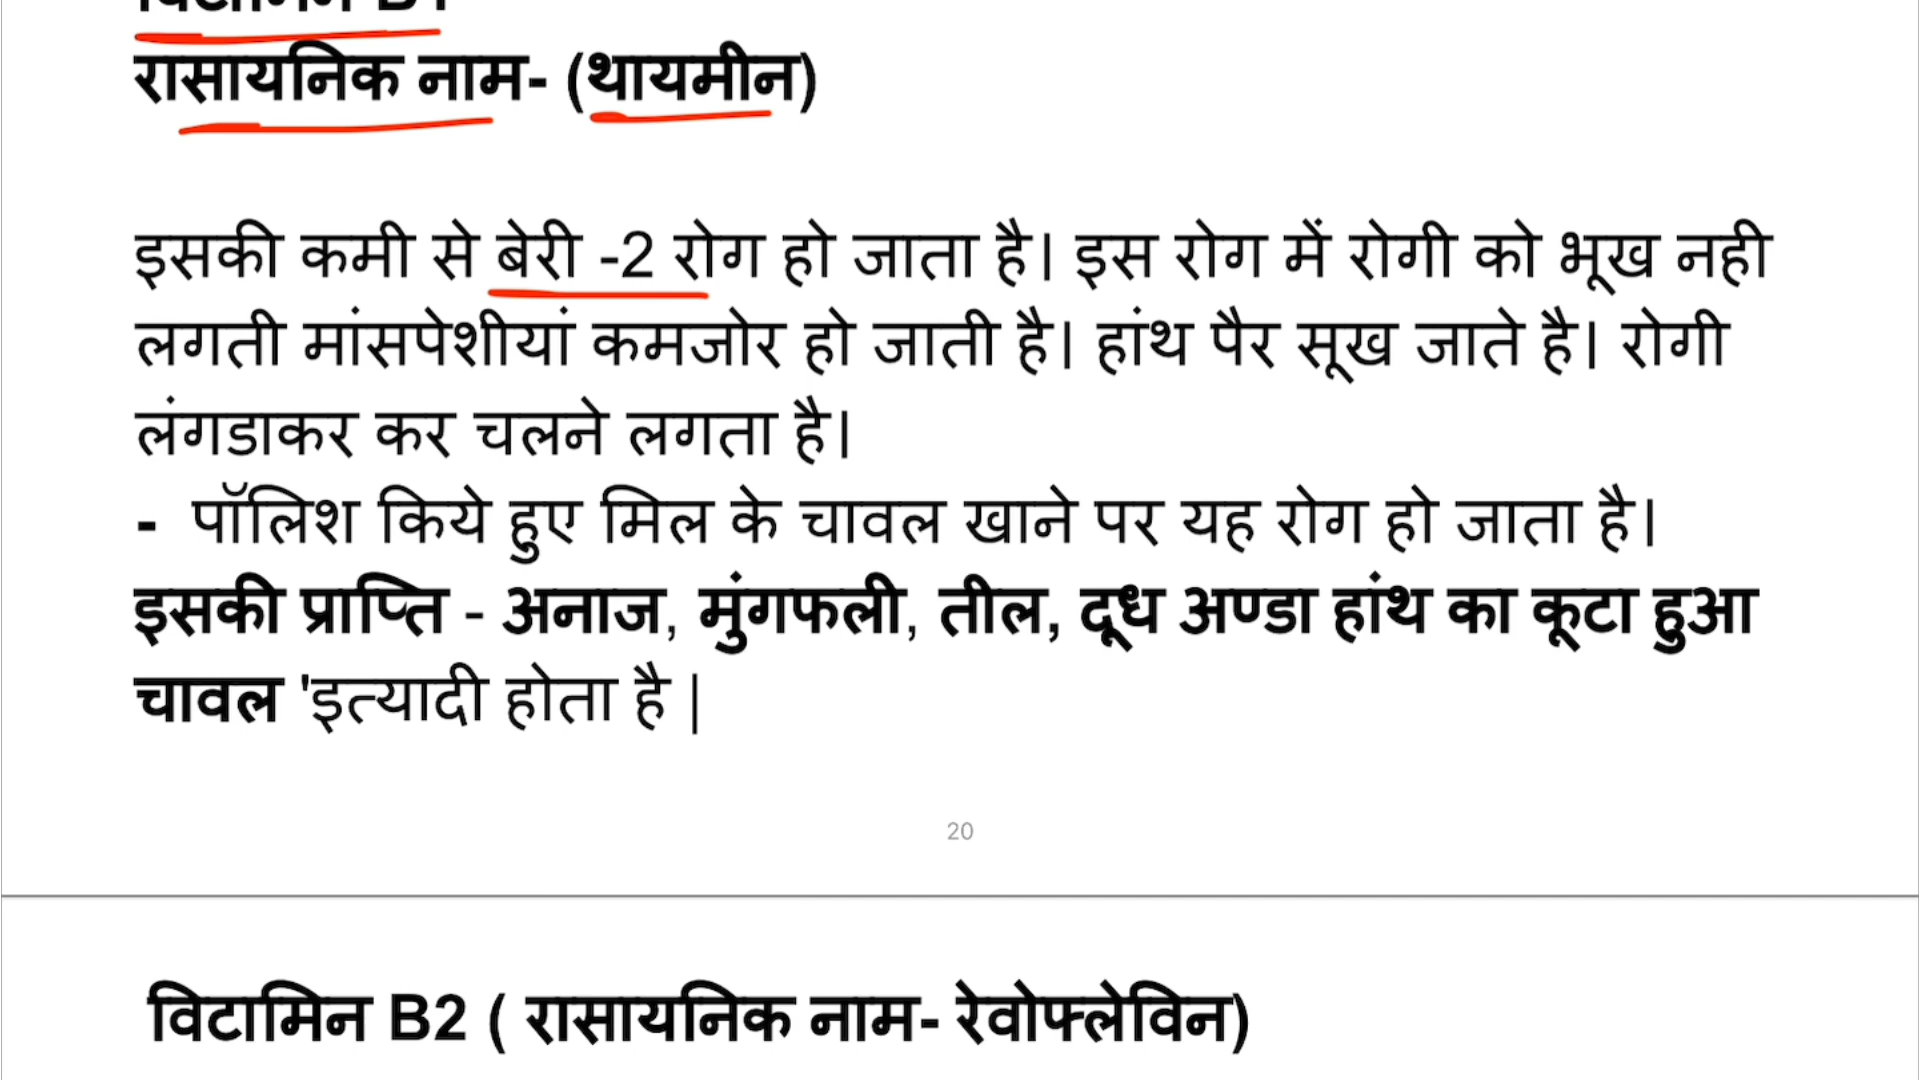 विटामिन B1
रासायनिक नाम- (थायमीन)
इसकी कमी से बेरी -2 रोग हो जाता है। इस रोग में रोगी को भूख नही
लगती मांसपेशीयां कमजोर हो जाती है। हांथ पैर सूख जाते है। रोगी
लंगडाकर कर चलने लगता है।
- पॉलिश किये हुए मिल के चावल खाने पर यह रोग हो जाता है।
इसकी प्राप्ति - अनाज, मुंगफली, तील, दूध अण्डा हांथ का कूटा हुआ
चावल 'इत्यादी होता है |
20
विटामिन B2 ( रासायनिक नाम- रेवोफ्लेविन)